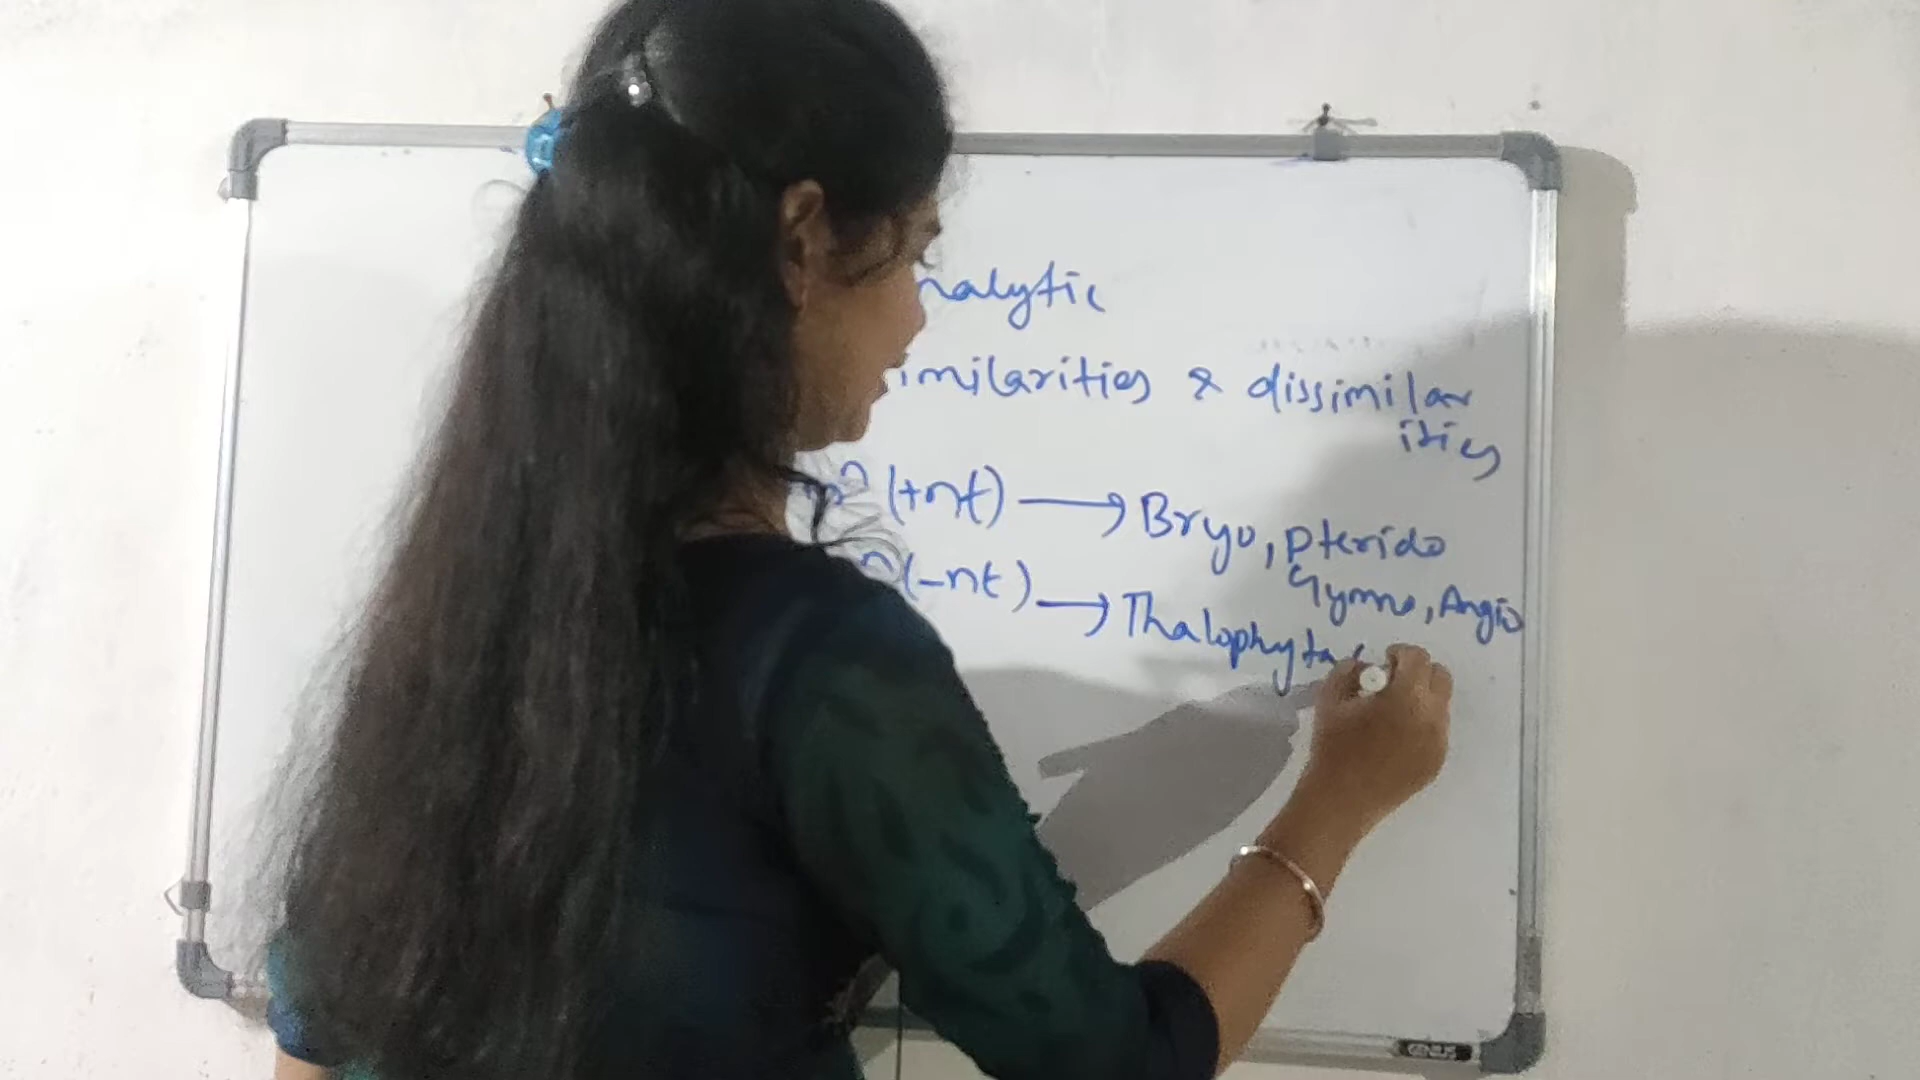 nalytic
imilarities & dissimilar
ities
(+nt) → Bryo, pterido
Gymno, Angio
(-nt) → Thalophyta